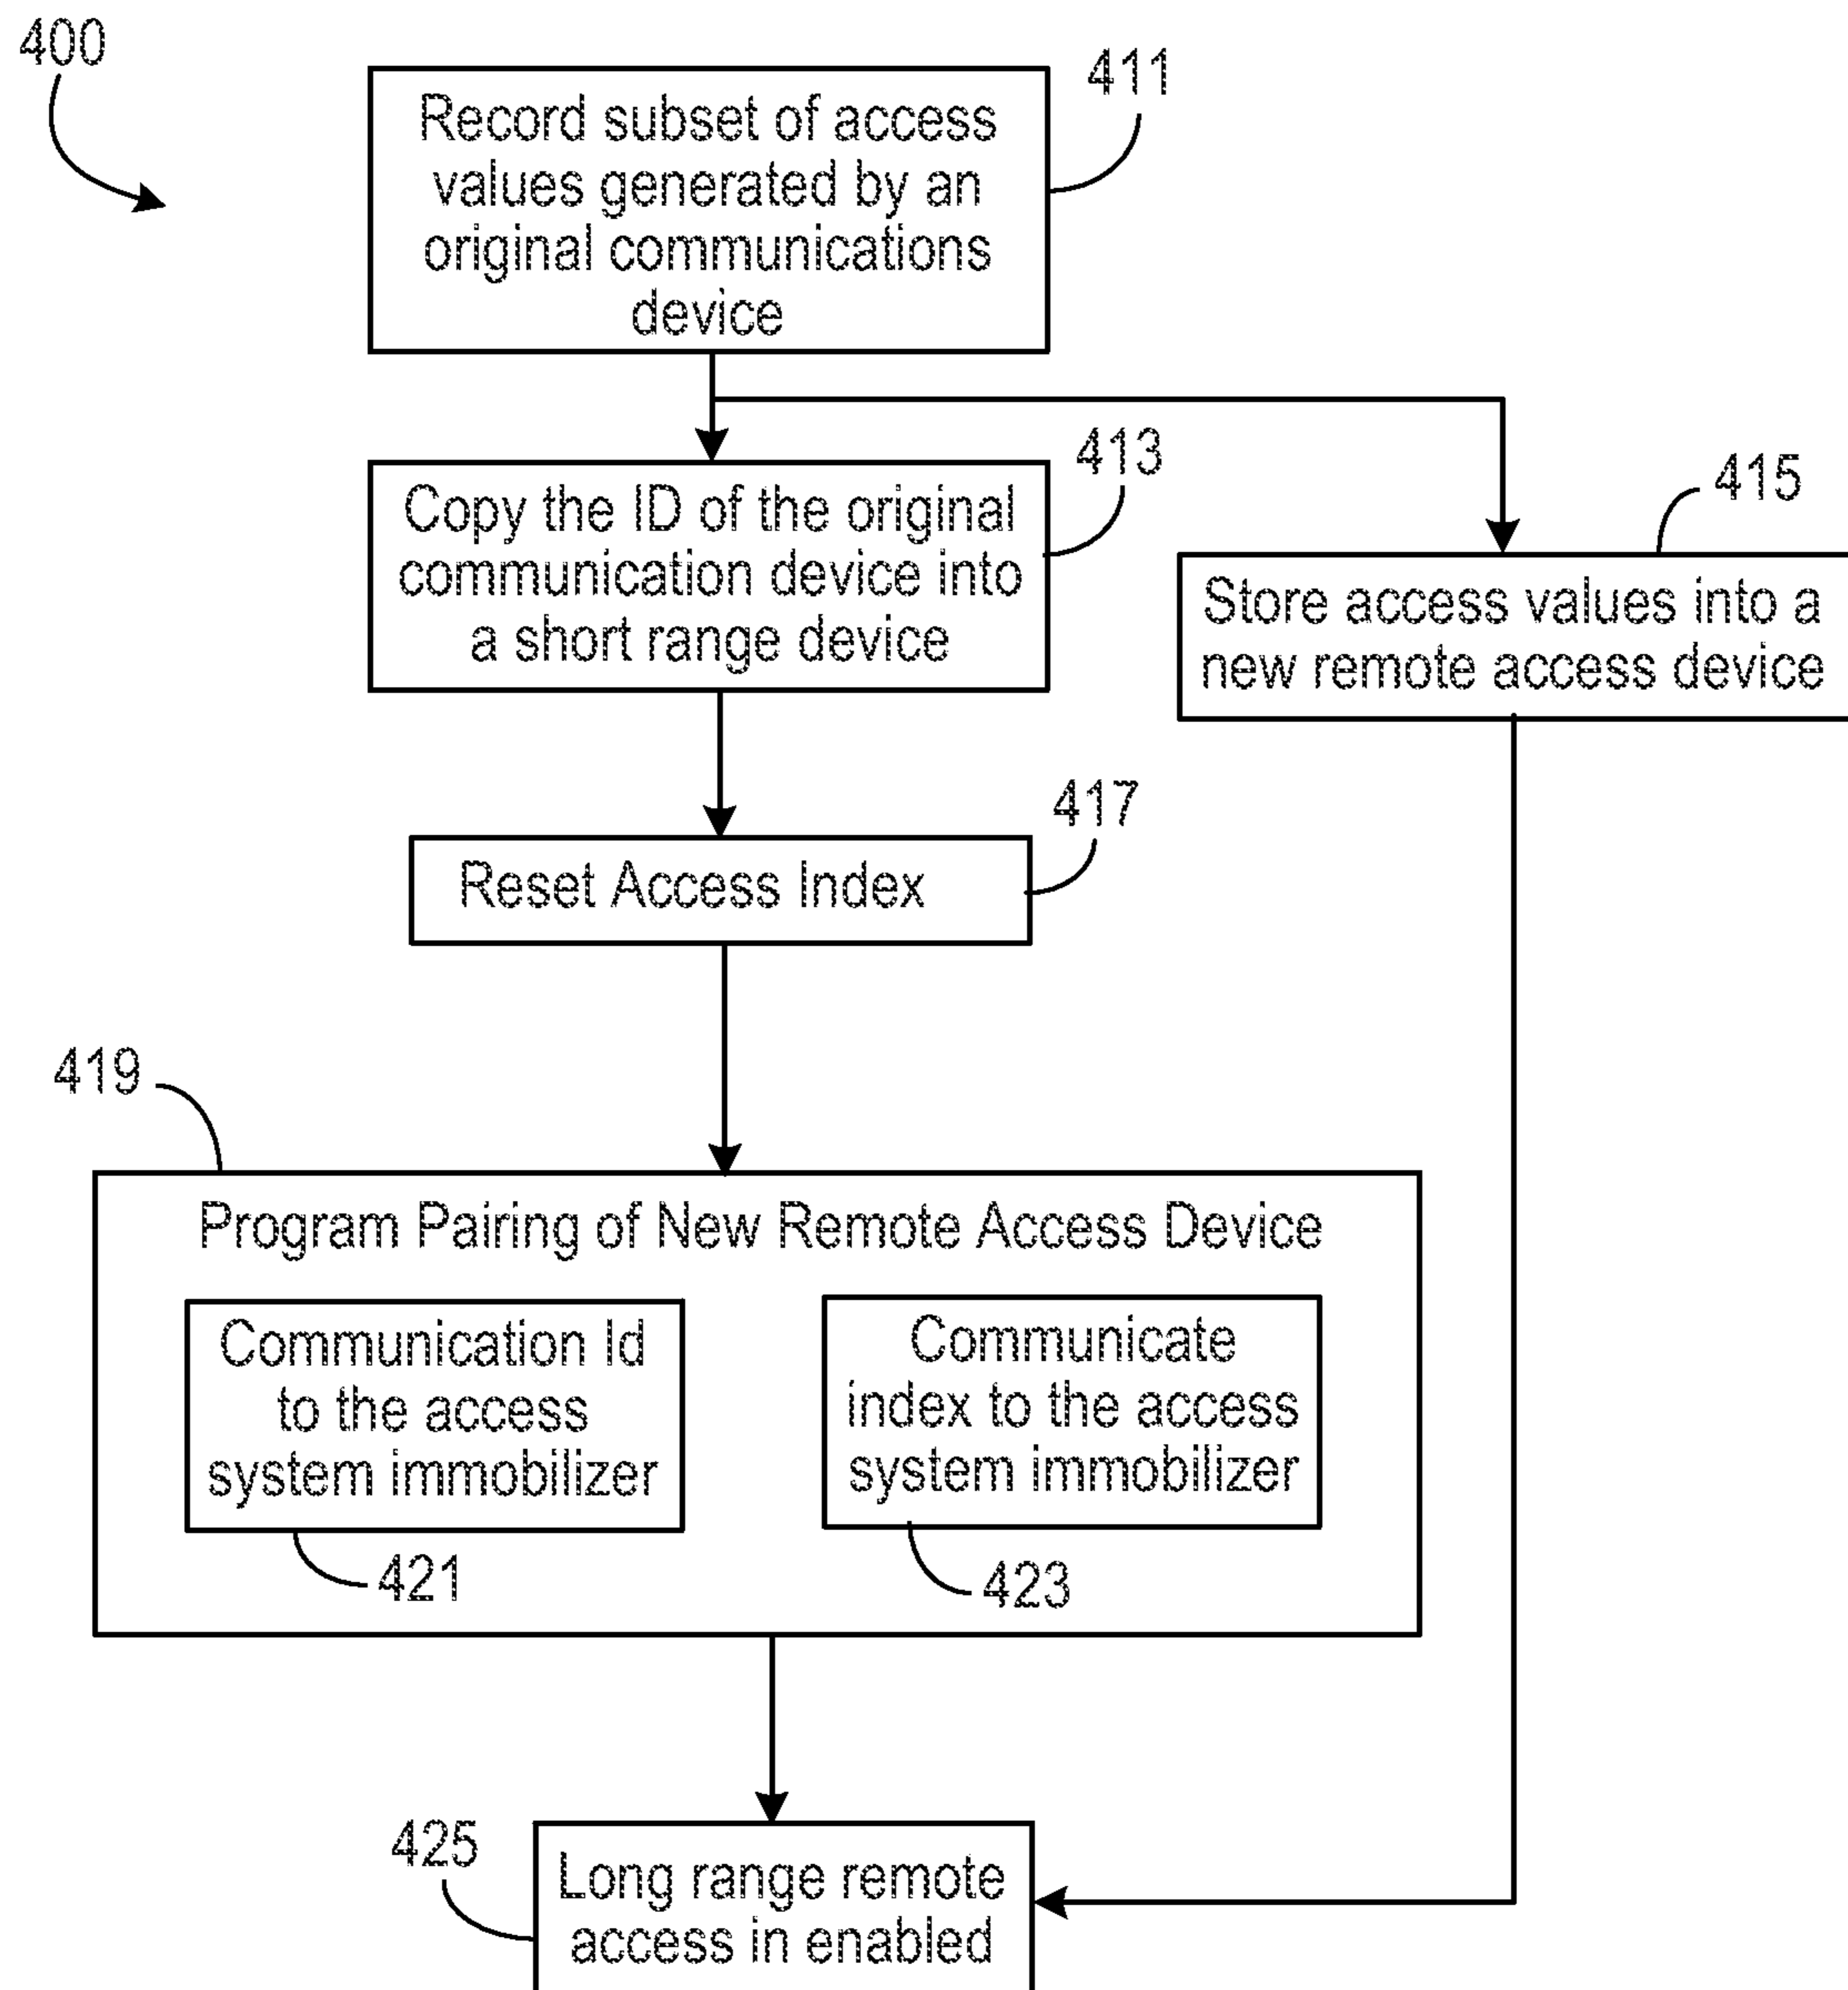 400
411
Record subset of access
values generated by an
original communications
device
413
Copy the ID of the original
communication device into
a short range device
415
Store access values into a
new remote access device
417
Reset Access Index
419
Program Pairing of New Remote Access Device
Communication Id
to the access
system immobilizer
421
Communicate
index to the access
system immobilizer
423
425
Long range remote
access in enabled